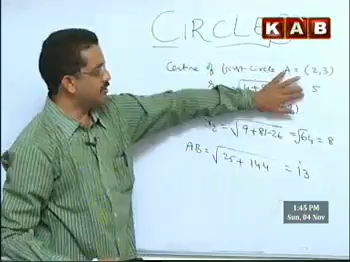 CIRCLE
KAB
Centre of first circle A = (2,3)
5
r₂ = √9+81-26 = √64 = 8
AB = √25+144 = 13
1:45 PM
Sun, 04 Nov